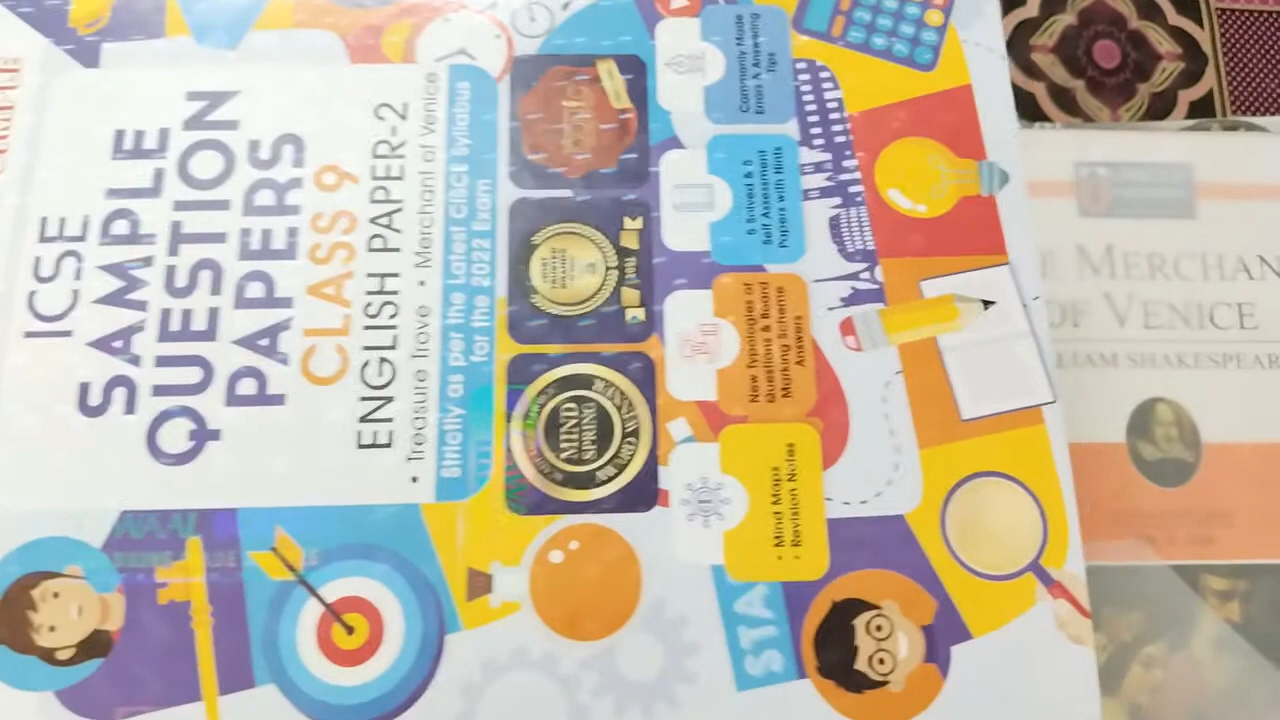 ICSE
SAMPLE
QUESTION
PAPERS
CLASS 9
ENGLISH PAPER-2
• Treasure Trove • Merchant of Venice
Strictly as per the Latest CISCE Syllabus
for the 2022 Exam
MIND
SPRING
Commonly Made
Errors & Answering
Tips
5 Solved & 5
Self Assessment
Papers with Hints
New Typologies of
Questions & Board
Marking Scheme
Answers
• Mind Maps
• Revision Notes
STA
MERCHAN
OF VENICE
LLIAM SHAKESPEAR